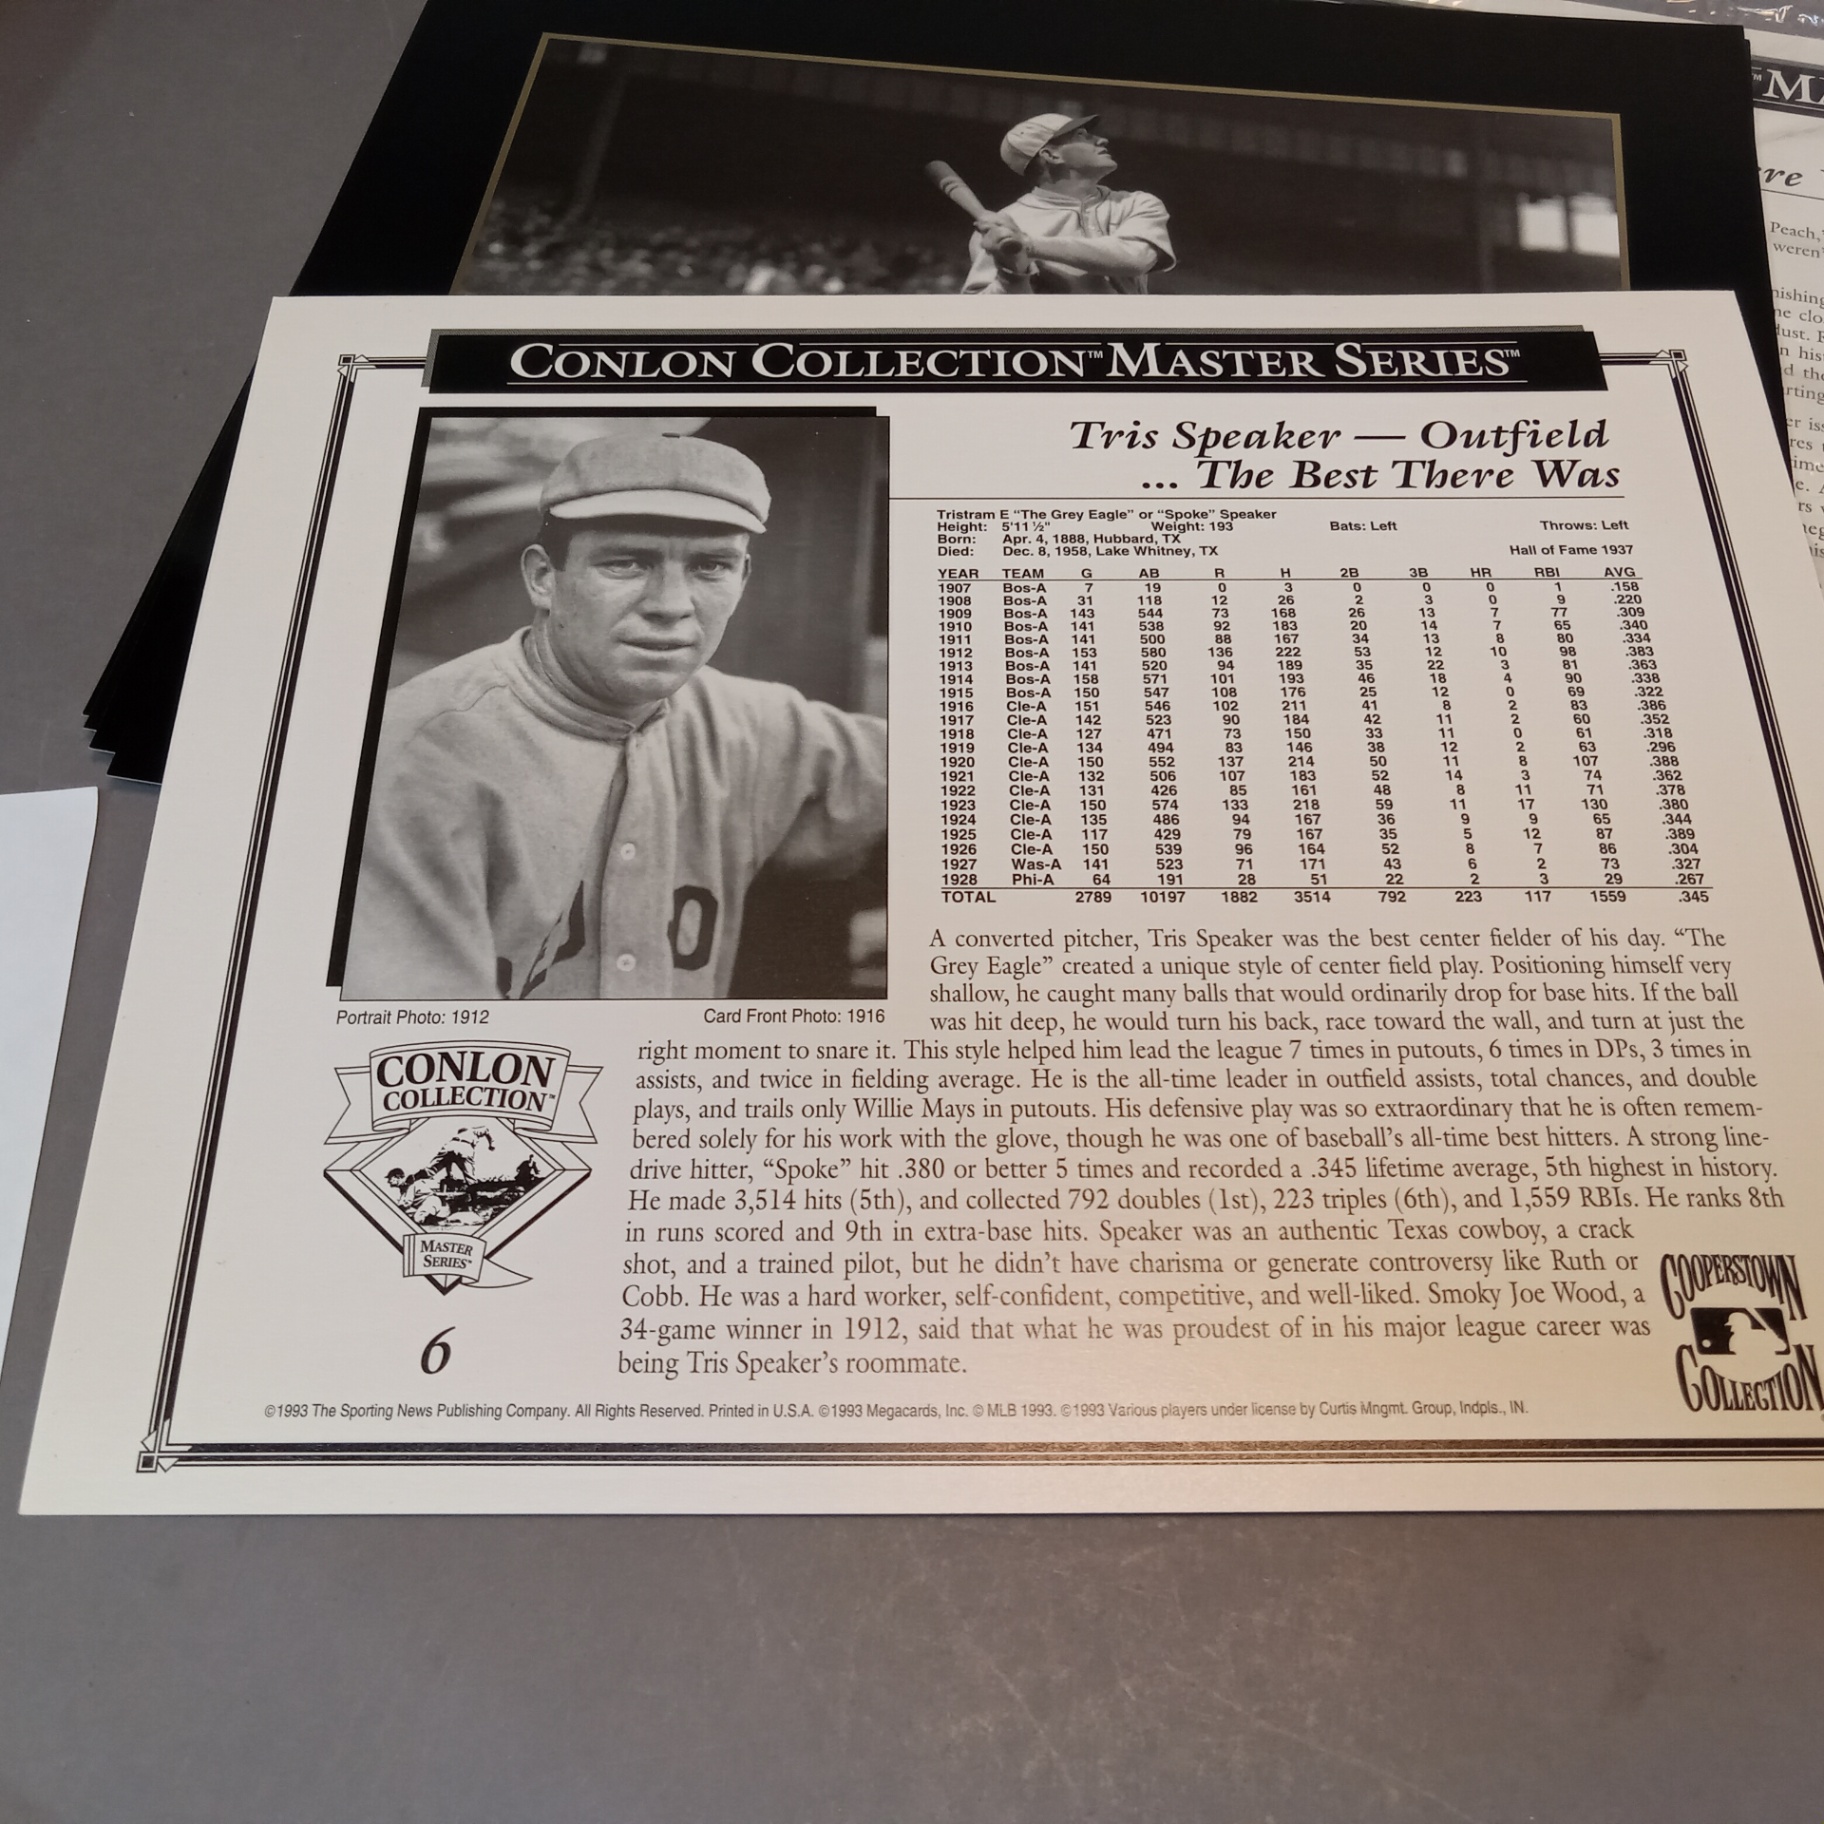 CONLON COLLECTION™ MASTER SERIES™
Tris Speaker — Outfield
... The Best There Was
Tristram E “The Grey Eagle” or “Spoke” Speaker
Height: 5'11½" Weight: 193 Bats: Left Throws: Left
Born: Apr. 4, 1888, Hubbard, TX
Died: Dec. 8, 1958, Lake Whitney, TX Hall of Fame 1937
YEAR TEAM G AB R H 2B 3B HR RBI AVG
1907 Bos-A 7 19 0 3 0 0 0 1 .158
1908 Bos-A 31 118 12 26 2 3 0 9 .220
1909 Bos-A 143 544 73 168 26 13 7 77 .309
1910 Bos-A 141 538 92 183 20 14 7 65 .340
1911 Bos-A 141 500 88 167 34 13 8 80 .334
1912 Bos-A 153 580 136 222 53 12 10 98 .383
1913 Bos-A 141 520 94 189 35 22 3 81 .363
1914 Bos-A 158 571 101 193 46 18 4 90 .338
1915 Bos-A 150 547 108 176 25 12 0 69 .322
1916 Cle-A 151 546 102 211 41 8 2 83 .386
1917 Cle-A 142 523 90 184 42 11 2 60 .352
1918 Cle-A 127 471 73 150 33 11 0 61 .318
1919 Cle-A 134 494 83 146 38 12 2 63 .296
1920 Cle-A 150 552 137 214 50 11 8 107 .388
1921 Cle-A 132 506 107 183 52 14 3 74 .362
1922 Cle-A 131 426 85 161 48 8 11 71 .378
1923 Cle-A 150 574 133 218 59 11 17 130 .380
1924 Cle-A 135 486 94 167 36 9 9 65 .344
1925 Cle-A 117 429 79 167 35 5 12 87 .389
1926 Cle-A 150 539 96 164 52 8 7 86 .304
1927 Was-A 141 523 71 171 43 6 2 73 .327
1928 Phi-A 64 191 28 51 22 2 3 29 .267
TOTAL 2789 10197 1882 3514 792 223 117 1559 .345
Portrait Photo: 1912 Card Front Photo: 1916
A converted pitcher, Tris Speaker was the best center fielder of his day. “The
Grey Eagle” created a unique style of center field play. Positioning himself very
shallow, he caught many balls that would ordinarily drop for base hits. If the ball
was hit deep, he would turn his back, race toward the wall, and turn at just the
right moment to snare it. This style helped him lead the league 7 times in putouts, 6 times in DPs, 3 times in
assists, and twice in fielding average. He is the all-time leader in outfield assists, total chances, and double
plays, and trails only Willie Mays in putouts. His defensive play was so extraordinary that he is often remem-
bered solely for his work with the glove, though he was one of baseball’s all-time best hitters. A strong line-
drive hitter, “Spoke” hit .380 or better 5 times and recorded a .345 lifetime average, 5th highest in history.
He made 3,514 hits (5th), and collected 792 doubles (1st), 223 triples (6th), and 1,559 RBIs. He ranks 8th
in runs scored and 9th in extra-base hits. Speaker was an authentic Texas cowboy, a crack
shot, and a trained pilot, but he didn’t have charisma or generate controversy like Ruth or
Cobb. He was a hard worker, self-confident, competitive, and well-liked. Smoky Joe Wood, a
34-game winner in 1912, said that what he was proudest of in his major league career was
being Tris Speaker’s roommate.
CONLON
COLLECTION™
MASTER
SERIES™
6
COOPERSTOWN
COLLECTION
©1993 The Sporting News Publishing Company. All Rights Reserved. Printed in U.S.A. ©1993 Megacards, Inc. © MLB 1993. ©1993 Various players under license by Curtis Mngmt. Group, Indpls., IN.
Peach,